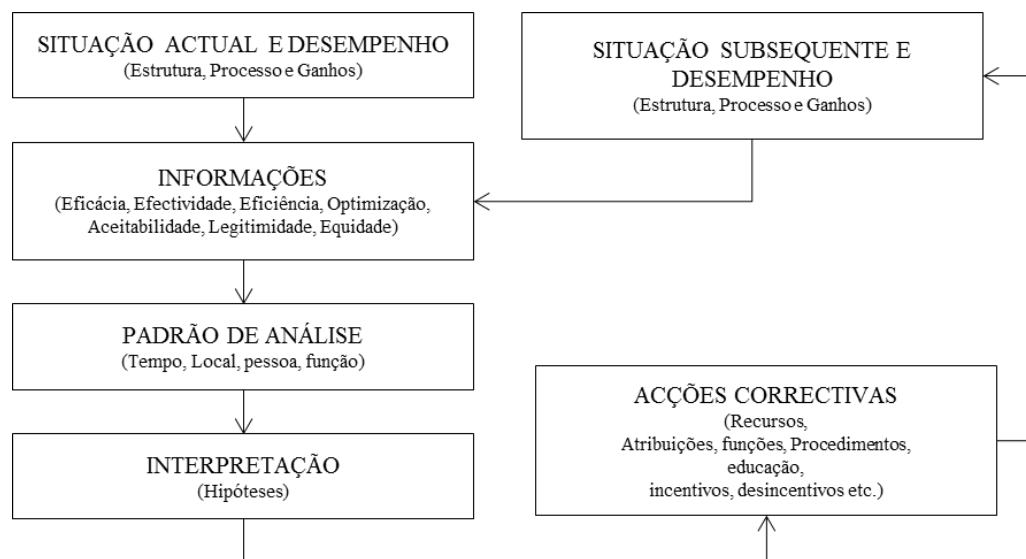 SITUAÇÃO ACTUAL E DESEMPENHO
(Estrutura, Processo e Ganhos)
INFORMAÇÕES
(Eficácia, Efectividade, Eficiência, Optimização,
Aceitabilidade, Legitimidade, Equidade)
PADRÃO DE ANÁLISE
(Tempo, Local, pessoa, função)
INTERPRETAÇÃO
(Hipóteses)
SITUAÇÃO SUBSEQUENTE E
DESEMPENHO
(Estrutura, Processo e Ganhos)
ACÇÕES CORRECTIVAS
(Recursos,
Atribuições, funções, Procedimentos,
educação,
incentivos, desincentivos etc.)